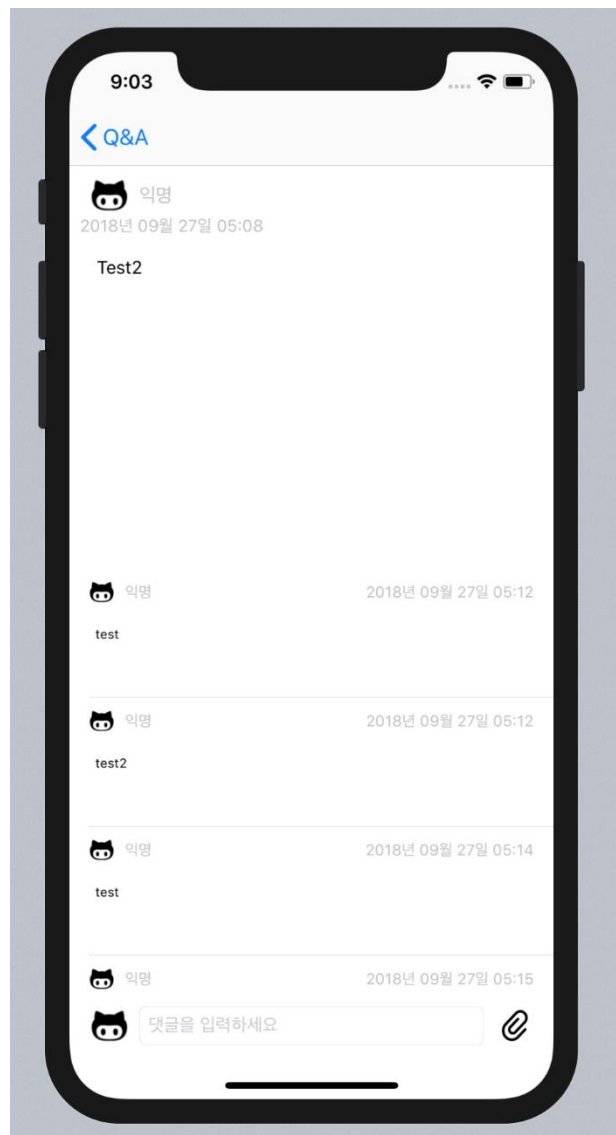 9:03
Q&A
익명
2018년 09월 27일 05:08
Test2
익명 2018년 09월 27일 05:12
test
익명 2018년 09월 27일 05:12
test2
익명 2018년 09월 27일 05:14
test
익명 2018년 09월 27일 05:15
댓글을 입력하세요